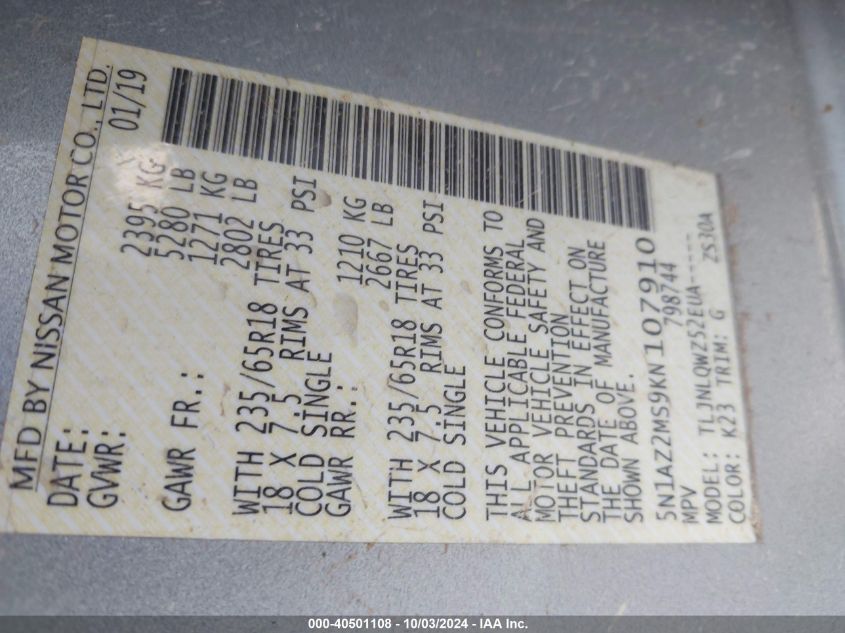 MFD BY NISSAN MOTOR CO., LTD.
DATE: 01/19
GVWR: 2395 KG
5280 LB
GAWR FR.: 1271 KG
2802 LB
WITH 235/65R18 TIRES
18 X 7.5 RIMS AT 33 PSI
COLD SINGLE
GAWR RR.: 1210 KG
2667 LB
WITH 235/65R18 TIRES
18 X 7.5 RIMS AT 33 PSI
COLD SINGLE
THIS VEHICLE CONFORMS TO
ALL APPLICABLE FEDERAL
MOTOR VEHICLE SAFETY AND
THEFT PREVENTION
STANDARDS IN EFFECT ON
THE DATE OF MANUFACTURE
SHOWN ABOVE.
5N1AZ2MS9KN107910
MPV 798744
MODEL: TLJNLQWZ52EUA-----
COLOR: K23 TRIM: G ZS30A
000-40501108 - 10/03/2024 - IAA Inc.